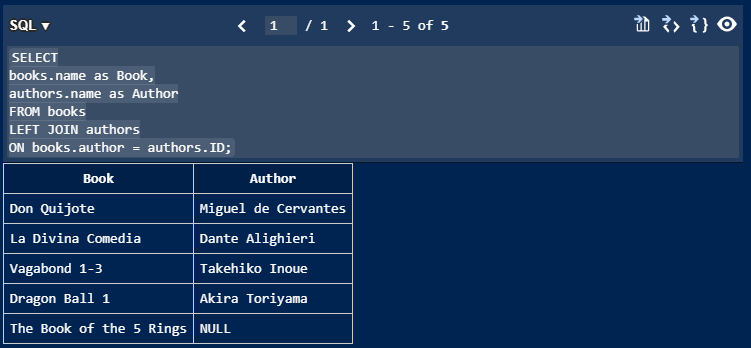 SQL ▼ 1 / 1 1 - 5 of 5
SELECT
books.name as Book,
authors.name as Author
FROM books
LEFT JOIN authors
ON books.author = authors.ID;
Book Author
Don Quijote Miguel de Cervantes
La Divina Comedia Dante Alighieri
Vagabond 1-3 Takehiko Inoue
Dragon Ball 1 Akira Toriyama
The Book of the 5 Rings NULL